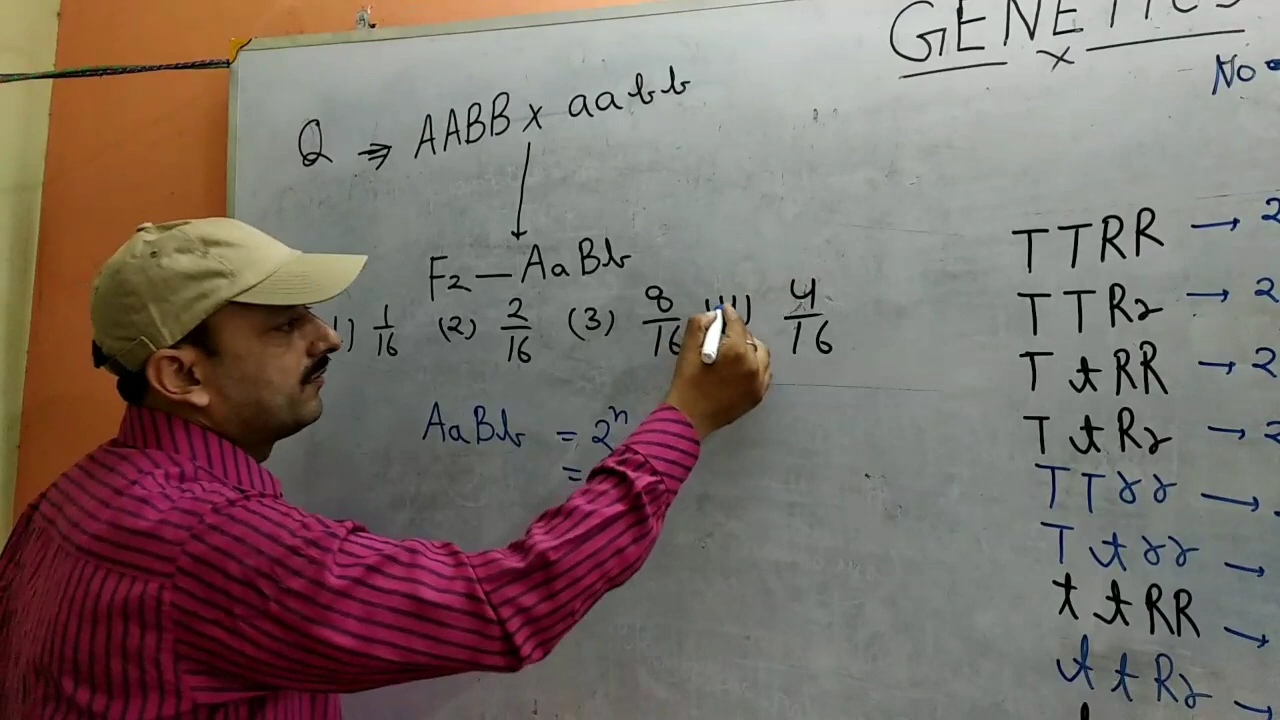 GENETICS
x
No
Q ⇒ AABB x aabb
F2 — AaBb
1) 1/16 (2) 2/16 (3) 8/16 (4) 4/16
AaBb = 2^n
=
TTRR → 2
TTRr → 2
TtRR → 2
TtRr → 2
TTrr →
Ttrr →
ttRR →
ttRr →